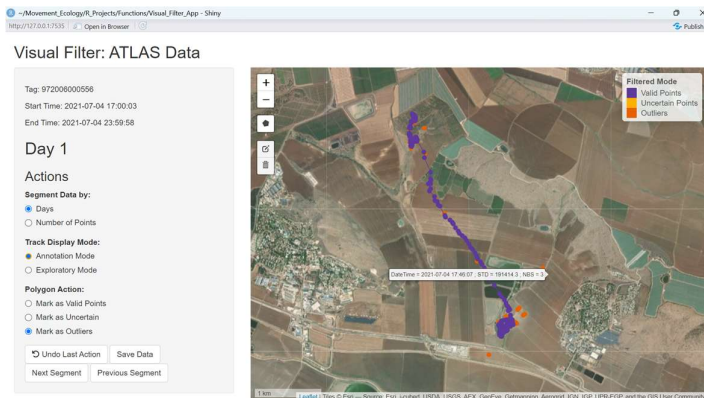 ~/Movement_Ecology/R_Projects/Functions/Visual_Filter_App - Shiny
http://127.0.0.1:7535 Open in Browser Publish
Visual Filter: ATLAS Data
Tag: 972006000556
Start Time: 2021-07-04 17:00:03
End Time: 2021-07-04 23:59:58
Day 1
Actions
Segment Data by:
Days
Number of Points
Track Display Mode:
Annotation Mode
Exploratory Mode
Polygon Action:
Mark as Valid Points
Mark as Uncertain
Mark as Outliers
Undo Last Action Save Data
Next Segment Previous Segment
+
−
Filtered Mode
Valid Points
Uncertain Points
Outliers
DateTime = 2021-07-04 17:46:07 ; STD = 191414.3 ; NBS = 3
1 km
Leaflet | Tiles © Esri — Source: Esri, i-cubed, USDA, USGS, AEX, GeoEye, Getmapping, Aerogrid, IGN, IGP, UPR-EGP, and the GIS User Community